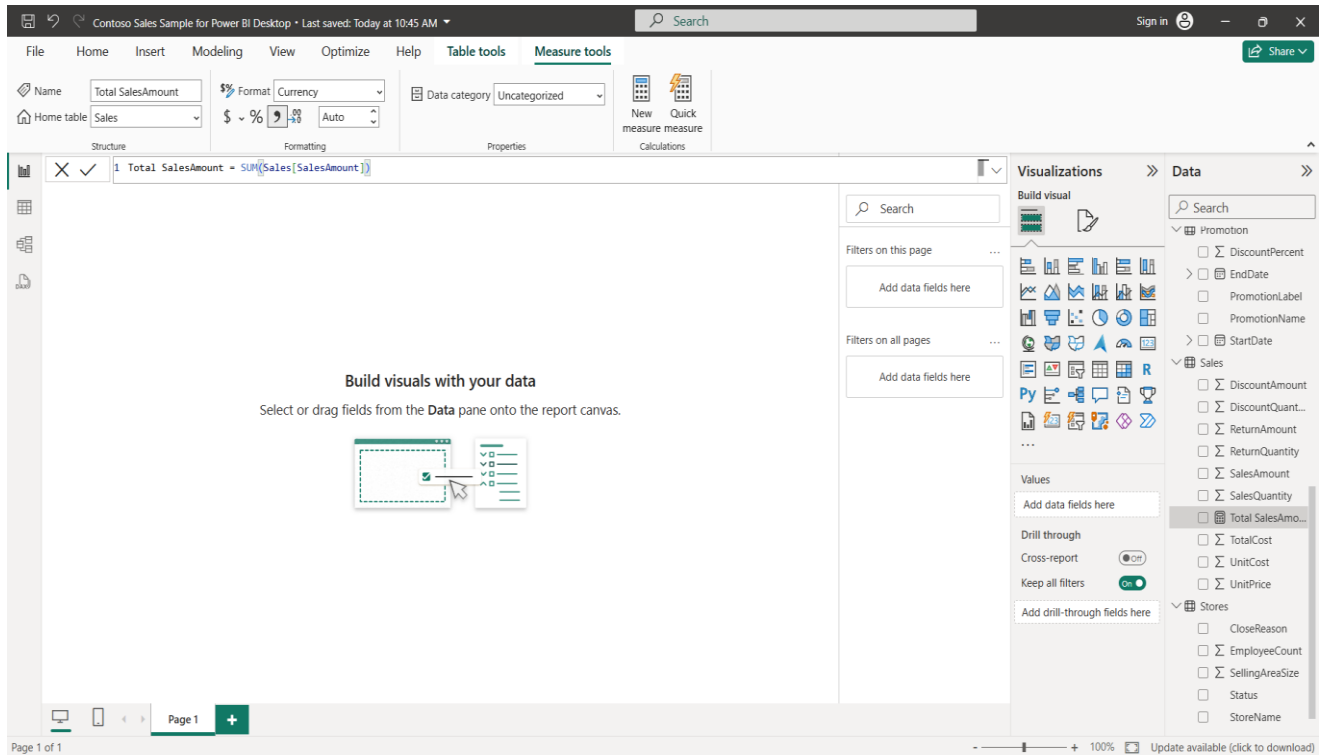 Contoso Sales Sample for Power BI Desktop • Last saved: Today at 10:45 AM
Search
Sign in
File Home Insert Modeling View Optimize Help Table tools Measure tools
Share
Name Total SalesAmount
Home table Sales
Structure
$% Format Currency
$ % 9 .00 →.0 Auto
Formatting
Data category Uncategorized
Properties
New measure
Quick measure
Calculations
1 Total SalesAmount = SUM(Sales[SalesAmount])
Build visuals with your data
Select or drag fields from the Data pane onto the report canvas.
Search
Filters on this page ...
Add data fields here
Filters on all pages ...
Add data fields here
Visualizations
Build visual
123
R
Py
...
Values
Add data fields here
Drill through
Cross-report Off
Keep all filters On
Add drill-through fields here
Data
Search
Promotion
DiscountPercent
EndDate
PromotionLabel
PromotionName
StartDate
Sales
DiscountAmount
DiscountQuant...
ReturnAmount
ReturnQuantity
SalesAmount
SalesQuantity
Total SalesAmo...
TotalCost
UnitCost
UnitPrice
Stores
CloseReason
EmployeeCount
SellingAreaSize
Status
StoreName
Page 1 +
Page 1 of 1
- + 100%
Update available (click to download)